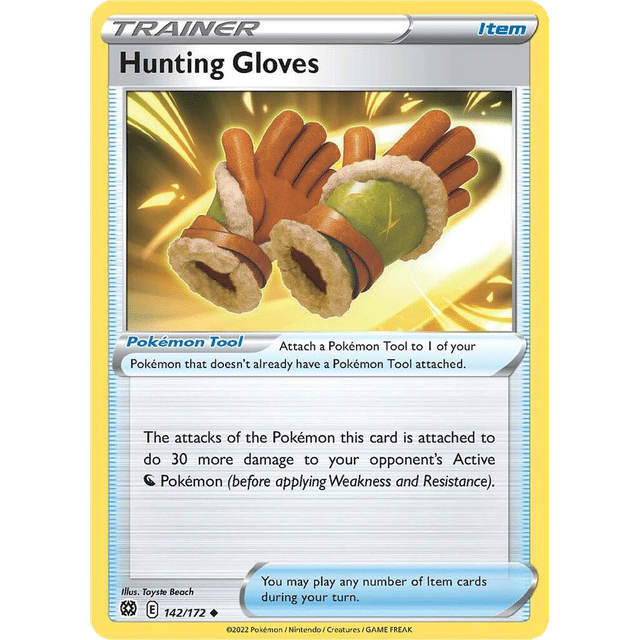 TRAINER Item
Hunting Gloves
Pokémon Tool Attach a Pokémon Tool to 1 of your
Pokémon that doesn't already have a Pokémon Tool attached.
The attacks of the Pokémon this card is attached to
do 30 more damage to your opponent's Active
Pokémon (before applying Weakness and Resistance).
You may play any number of Item cards
during your turn.
Illus. Toyste Beach
E 142/172
©2022 Pokémon / Nintendo / Creatures / GAME FREAK